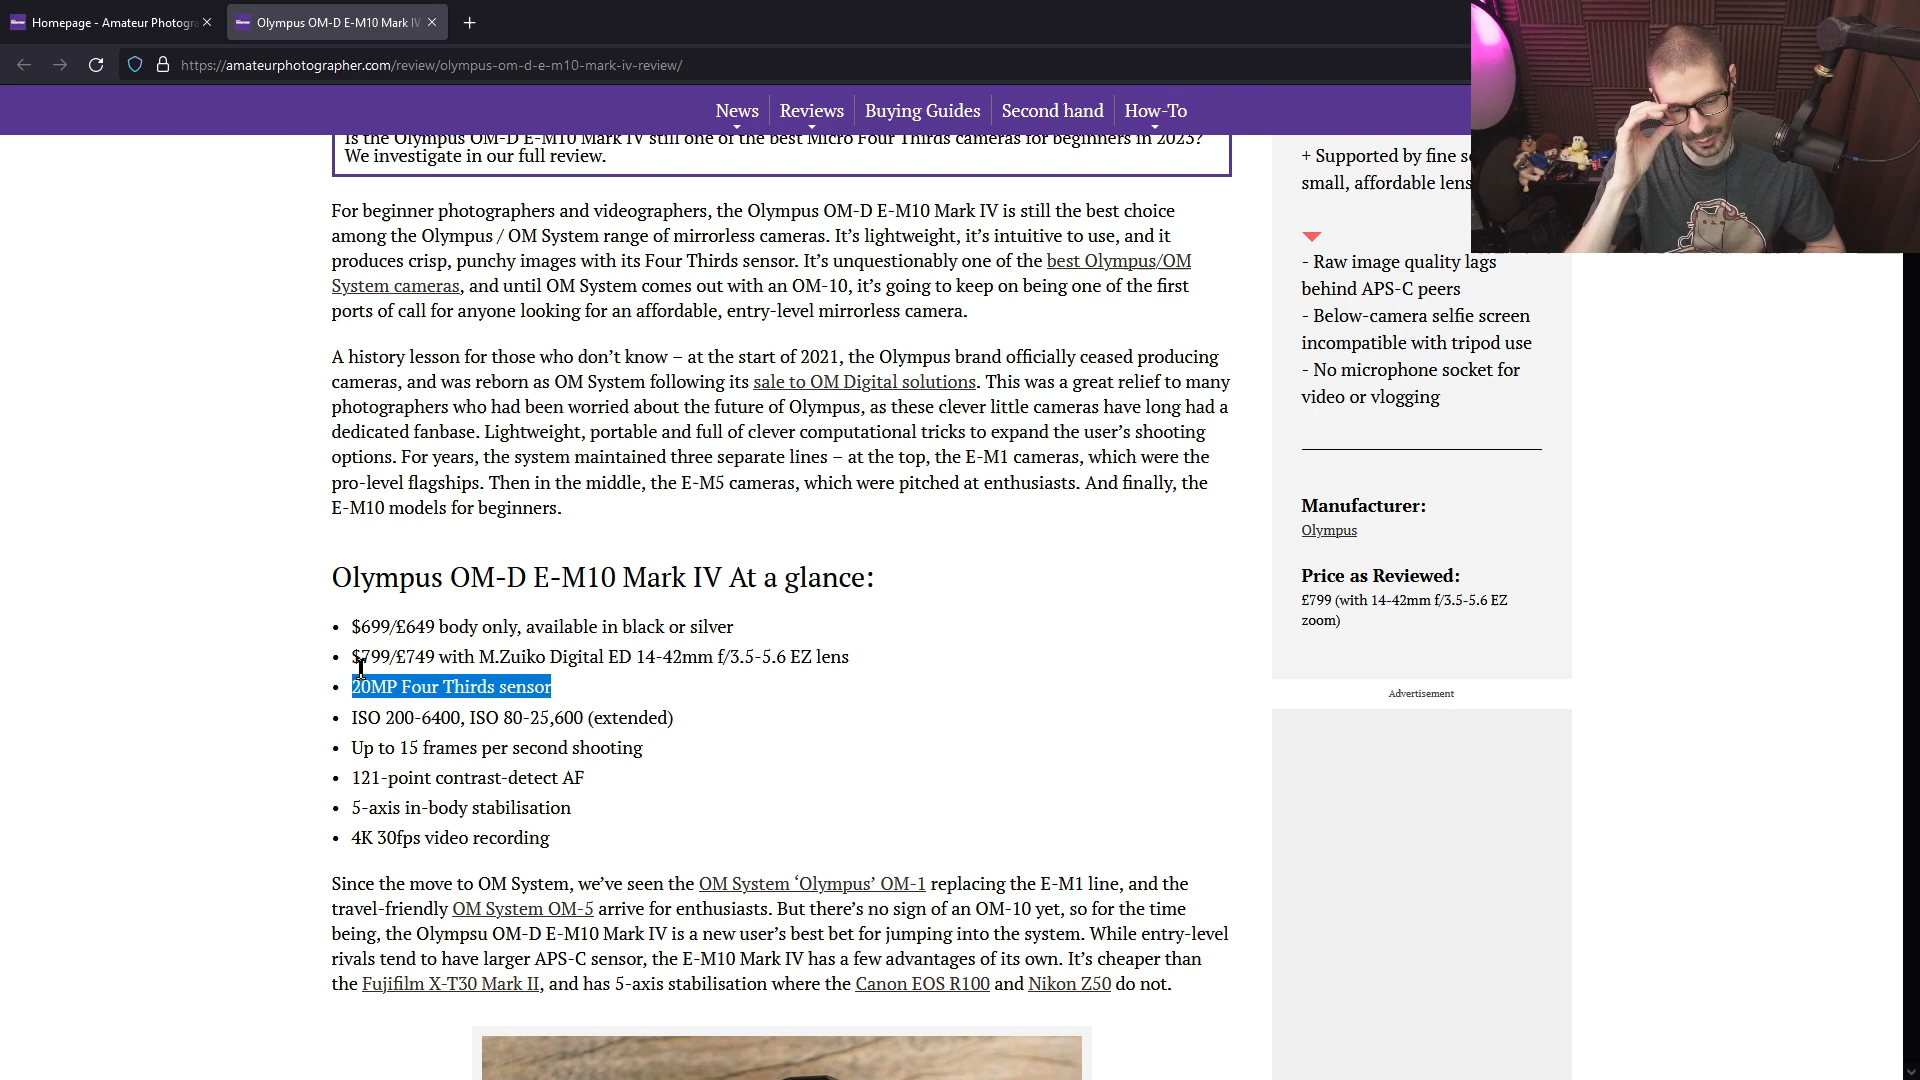 Homepage - Amateur Photogra
Olympus OM-D E-M10 Mark IV
https://amateurphotographer.com/review/olympus-om-d-e-m10-mark-iv-review/
News
Reviews
Buying Guides
Second hand
How-To
Is the Olympus OM-D E-M10 Mark IV still one of the best Micro Four Thirds cameras for beginners in 2023?
We investigate in our full review.
For beginner photographers and videographers, the Olympus OM-D E-M10 Mark IV is still the best choice
among the Olympus / OM System range of mirrorless cameras. It’s lightweight, it’s intuitive to use, and it
produces crisp, punchy images with its Four Thirds sensor. It’s unquestionably one of the best Olympus/OM
System cameras, and until OM System comes out with an OM-10, it’s going to keep on being one of the first
ports of call for anyone looking for an affordable, entry-level mirrorless camera.
A history lesson for those who don’t know – at the start of 2021, the Olympus brand officially ceased producing
cameras, and was reborn as OM System following its sale to OM Digital solutions. This was a great relief to many
photographers who had been worried about the future of Olympus, as these clever little cameras have long had a
dedicated fanbase. Lightweight, portable and full of clever computational tricks to expand the user’s shooting
options. For years, the system maintained three separate lines – at the top, the E-M1 cameras, which were the
pro-level flagships. Then in the middle, the E-M5 cameras, which were pitched at enthusiasts. And finally, the
E-M10 models for beginners.
Olympus OM-D E-M10 Mark IV At a glance:
• $699/£649 body only, available in black or silver
• $799/£749 with M.Zuiko Digital ED 14-42mm f/3.5-5.6 EZ lens
• 20MP Four Thirds sensor
• ISO 200-6400, ISO 80-25,600 (extended)
• Up to 15 frames per second shooting
• 121-point contrast-detect AF
• 5-axis in-body stabilisation
• 4K 30fps video recording
Since the move to OM System, we’ve seen the OM System ‘Olympus’ OM-1 replacing the E-M1 line, and the
travel-friendly OM System OM-5 arrive for enthusiasts. But there’s no sign of an OM-10 yet, so for the time
being, the Olympsu OM-D E-M10 Mark IV is a new user’s best bet for jumping into the system. While entry-level
rivals tend to have larger APS-C sensor, the E-M10 Mark IV has a few advantages of its own. It’s cheaper than
the Fujifilm X-T30 Mark II, and has 5-axis stabilisation where the Canon EOS R100 and Nikon Z50 do not.
+ Supported by fine
small, affordable lens
- Raw image quality lags
behind APS-C peers
- Below-camera selfie screen
incompatible with tripod use
- No microphone socket for
video or vlogging
Manufacturer:
Olympus
Price as Reviewed:
£799 (with 14-42mm f/3.5-5.6 EZ
zoom)
Advertisement